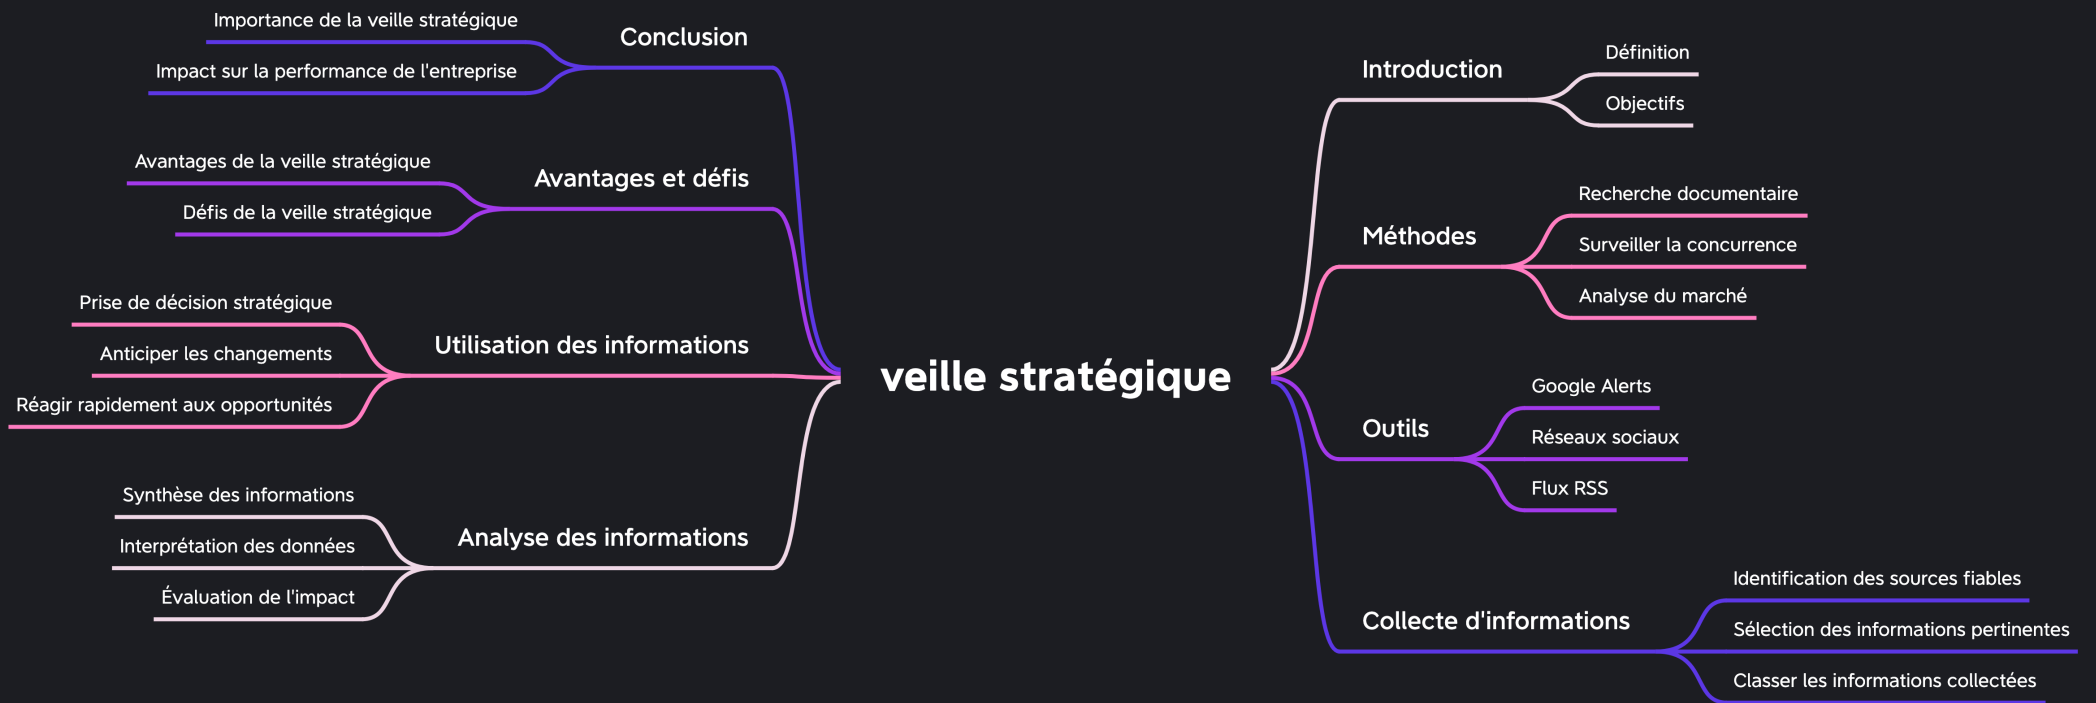 veille stratégique
Introduction
Définition
Objectifs
Méthodes
Recherche documentaire
Surveiller la concurrence
Analyse du marché
Outils
Google Alerts
Réseaux sociaux
Flux RSS
Collecte d'informations
Identification des sources fiables
Sélection des informations pertinentes
Classer les informations collectées
Analyse des informations
Synthèse des informations
Interprétation des données
Évaluation de l'impact
Utilisation des informations
Prise de décision stratégique
Anticiper les changements
Réagir rapidement aux opportunités
Avantages et défis
Avantages de la veille stratégique
Défis de la veille stratégique
Conclusion
Importance de la veille stratégique
Impact sur la performance de l'entreprise